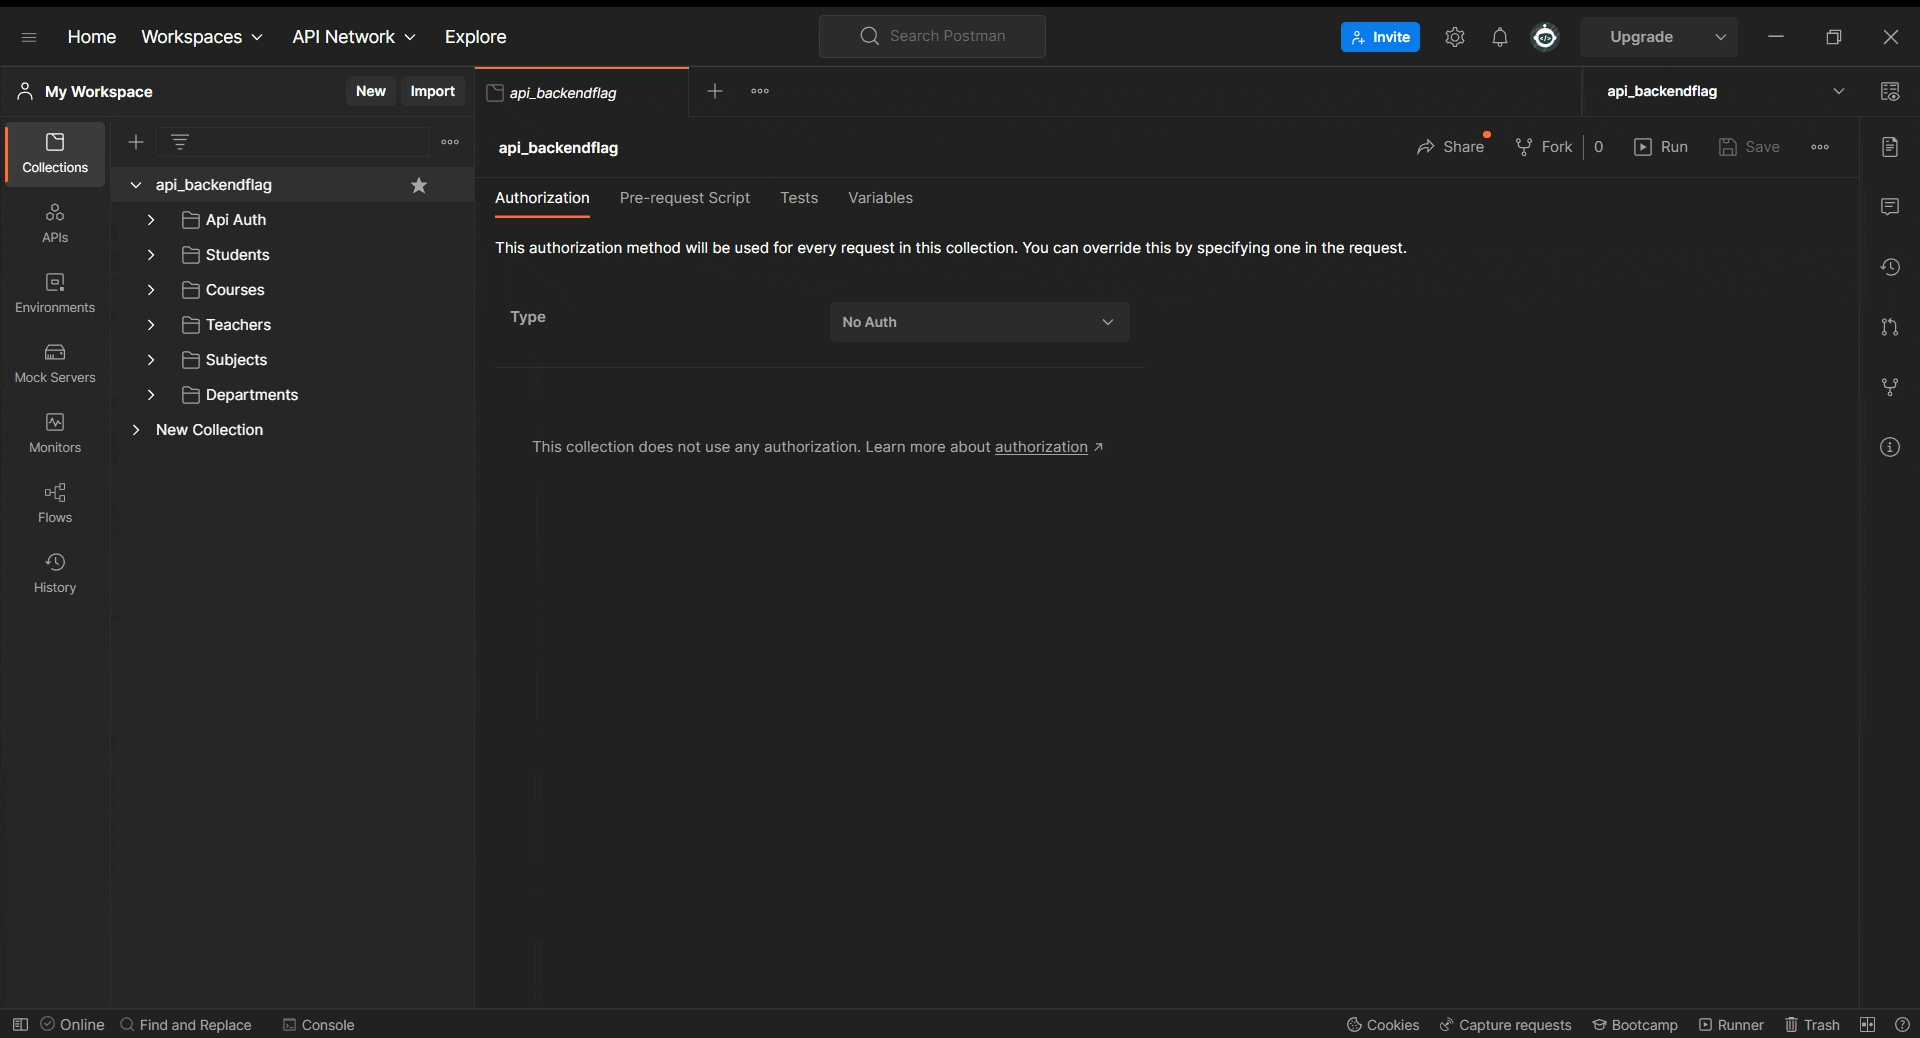 Home Workspaces API Network Explore Search Postman Invite Upgrade
My Workspace New Import api_backendflag api_backendflag
Collections
APIs
Environments
Mock Servers
Monitors
Flows
History
api_backendflag
Api Auth
Students
Courses
Teachers
Subjects
Departments
New Collection
api_backendflag Share Fork 0 Run Save
Authorization Pre-request Script Tests Variables
This authorization method will be used for every request in this collection. You can override this by specifying one in the request.
Type No Auth
This collection does not use any authorization. Learn more about authorization ↗
Online Find and Replace Console Cookies Capture requests Bootcamp Runner Trash